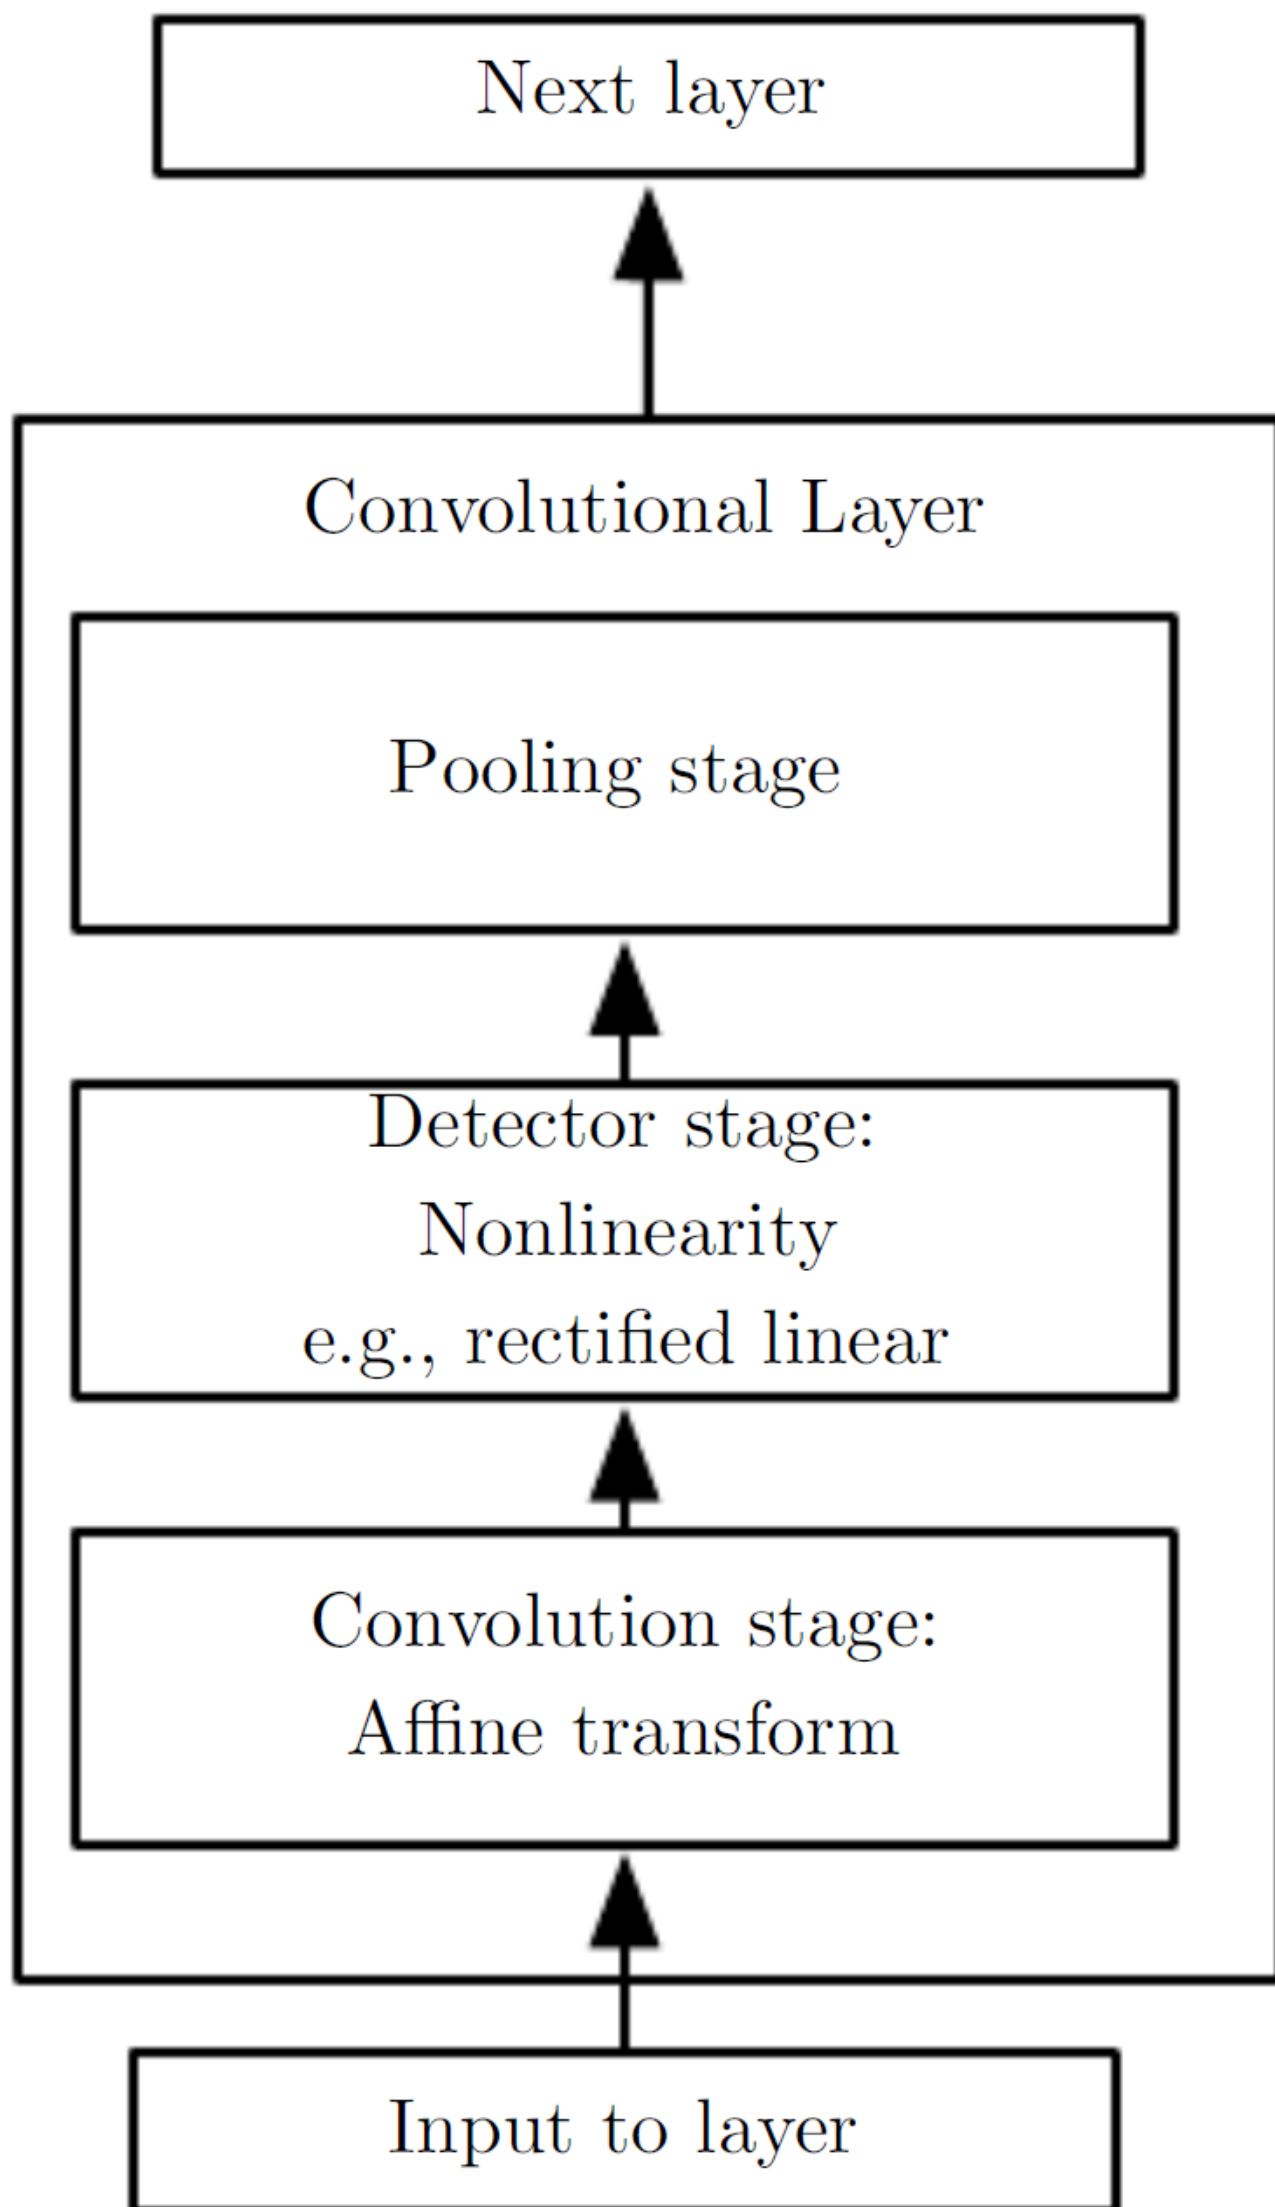 Next layer
Convolutional Layer
Pooling stage
Detector stage:
Nonlinearity
e.g., rectified linear
Convolution stage:
Affine transform
Input to layer